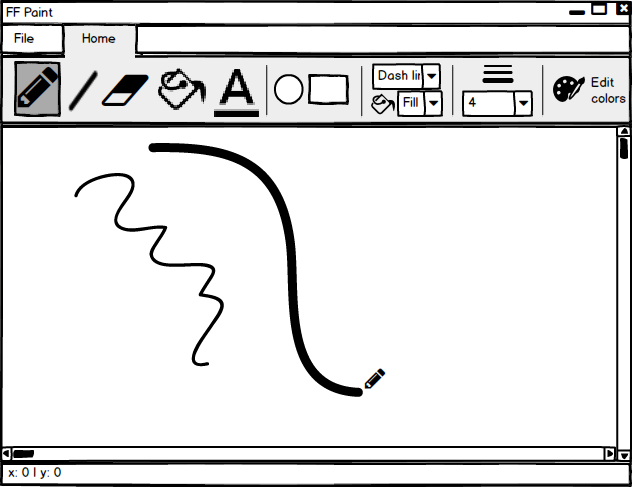 FF Paint
File
Home
A
Dash lin
Fill
4
Edit
colors
x: 0 | y: 0